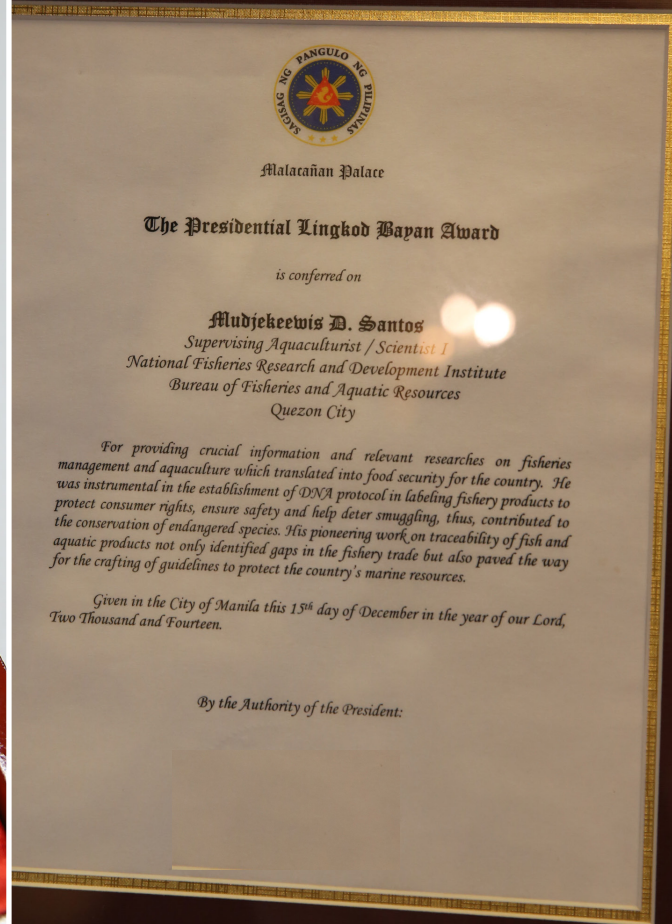 SAGISAG NG PANGULO NG PILIPINAS
Malacañan Palace
The Presidential Lingkod Bayan Award
is conferred on
Mudjekeewis D. Santos
Supervising Aquaculturist / Scientist I
National Fisheries Research and Development Institute
Bureau of Fisheries and Aquatic Resources
Quezon City
For providing crucial information and relevant researches on fisheries
management and aquaculture which translated into food security for the country. He
was instrumental in the establishment of DNA protocol in labeling fishery products to
protect consumer rights, ensure safety and help deter smuggling, thus, contributed to
the conservation of endangered species. His pioneering work on traceability of fish and
aquatic products not only identified gaps in the fishery trade but also paved the way
for the crafting of guidelines to protect the country's marine resources.
Given in the City of Manila this 15th day of December in the year of our Lord,
Two Thousand and Fourteen.
By the Authority of the President: